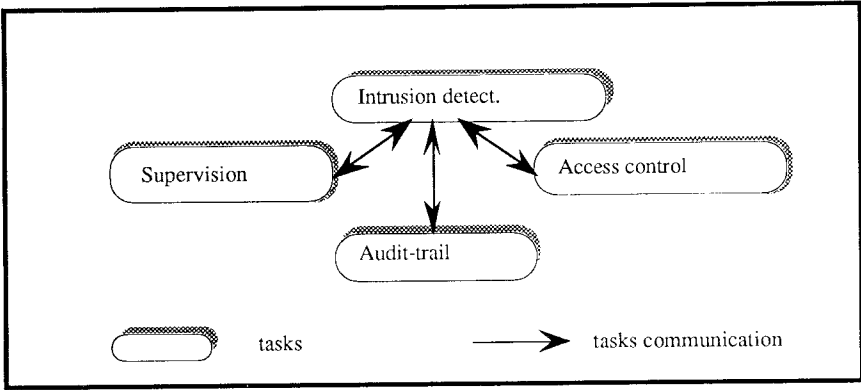 Intrusion detect.
Supervision
Access control
Audit-trail
tasks
tasks communication